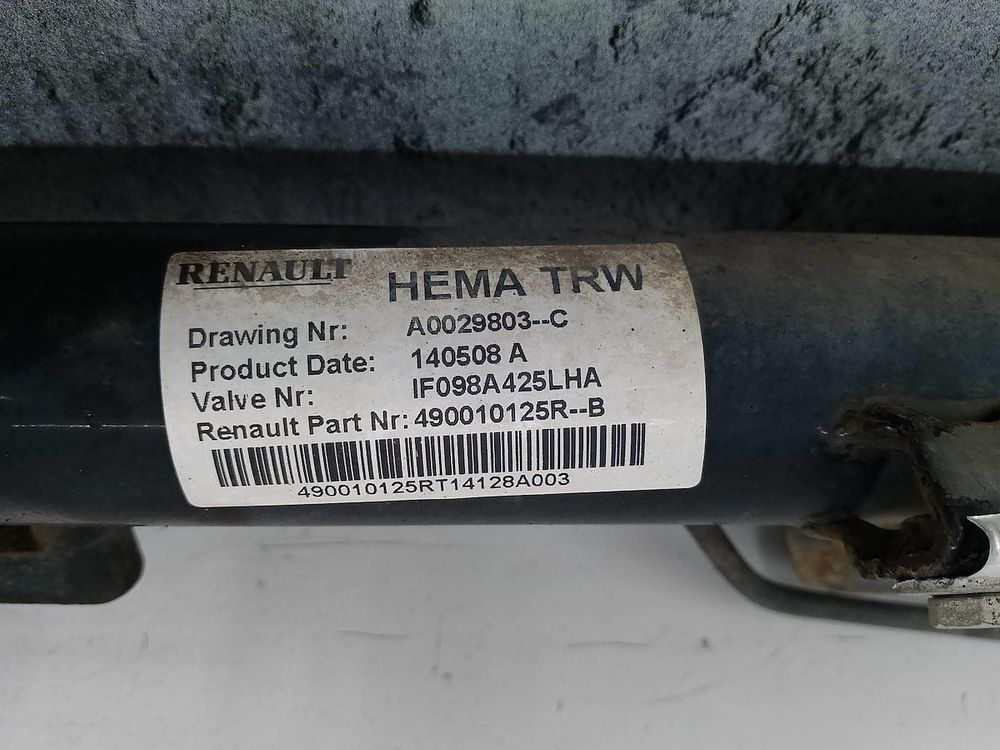 RENAULT HEMA TRW
Drawing Nr: A0029803--C
Product Date: 140508 A
Valve Nr: IF098A425LHA
Renault Part Nr: 490010125R--B
490010125RT14128A003